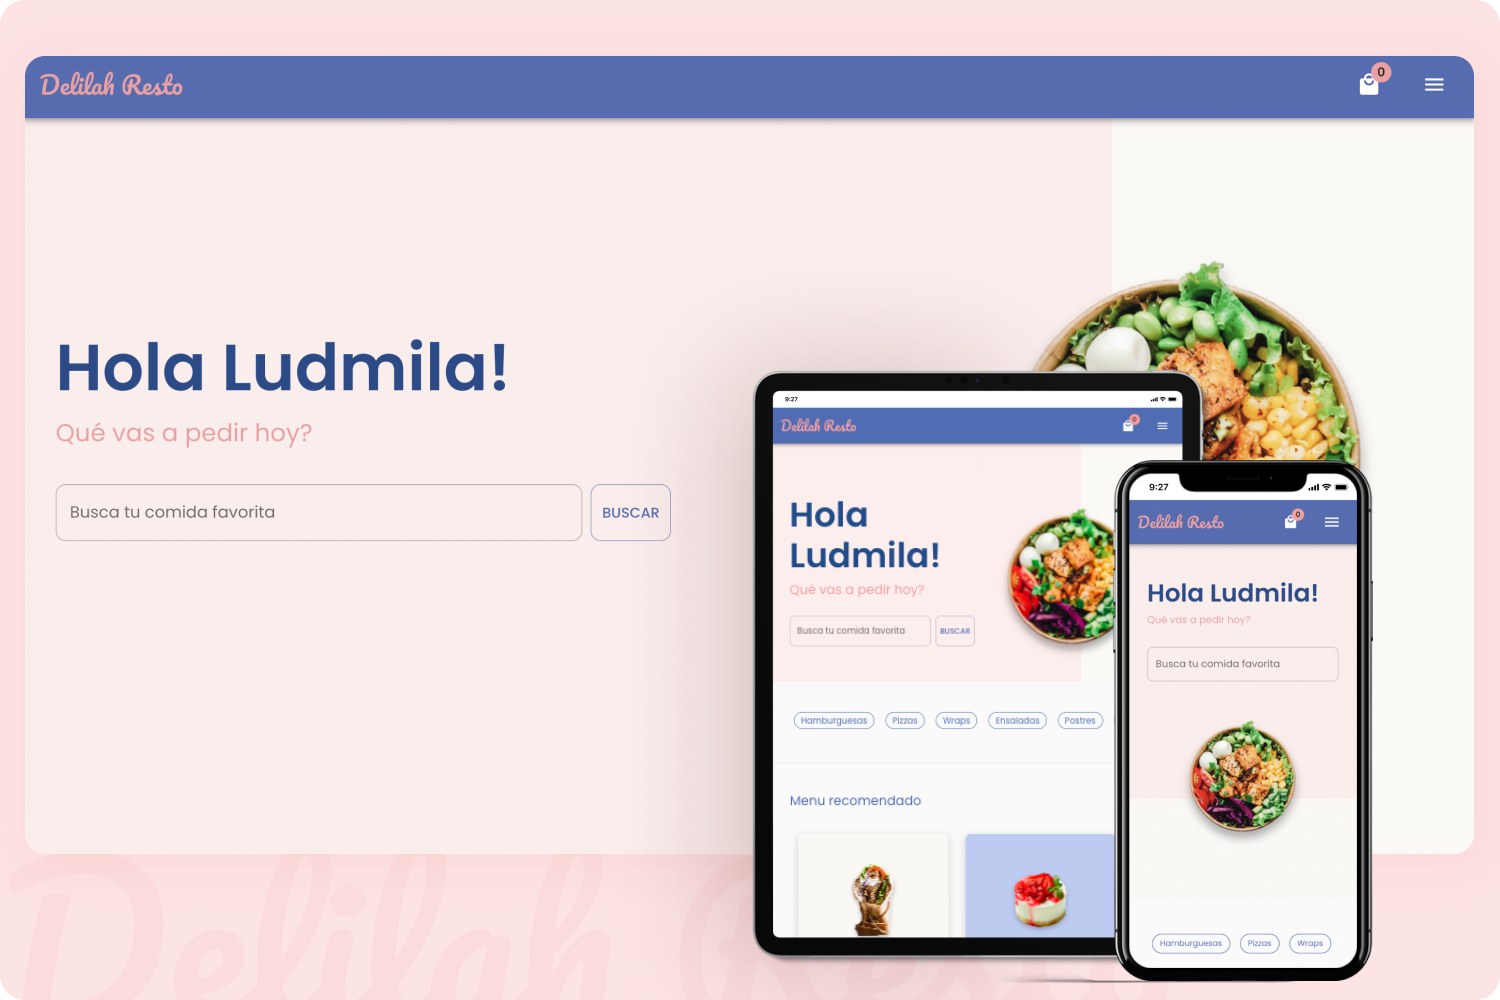 Delilah Resto
0
Hola Ludmila!
Qué vas a pedir hoy?
Busca tu comida favorita
BUSCAR
9:27
Delilah Resto
0
Hola
Ludmila!
Qué vas a pedir hoy?
Busca tu comida favorita
BUSCAR
Hamburguesas Pizzas Wraps Ensaladas Postres
Menu recomendado
9:27
Delilah Resto
0
Hola Ludmila!
Qué vas a pedir hoy?
Busca tu comida favorita
Hamburguesas Pizzas Wraps
Delilah Resto